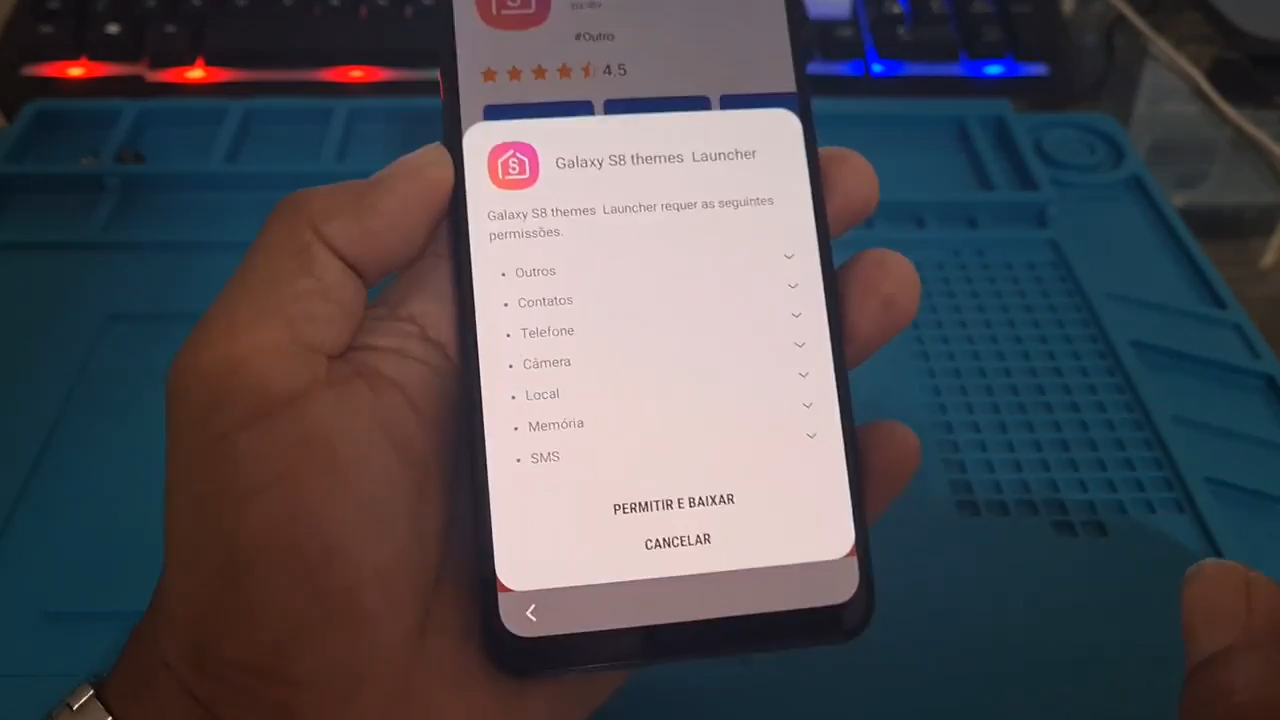 #Outro
4.5
S
Galaxy S8 themes Launcher
Galaxy S8 themes Launcher requer as seguintes
permissões.
• Outros
• Contatos
• Telefone
• Câmera
• Local
• Memória
• SMS
PERMITIR E BAIXAR
CANCELAR